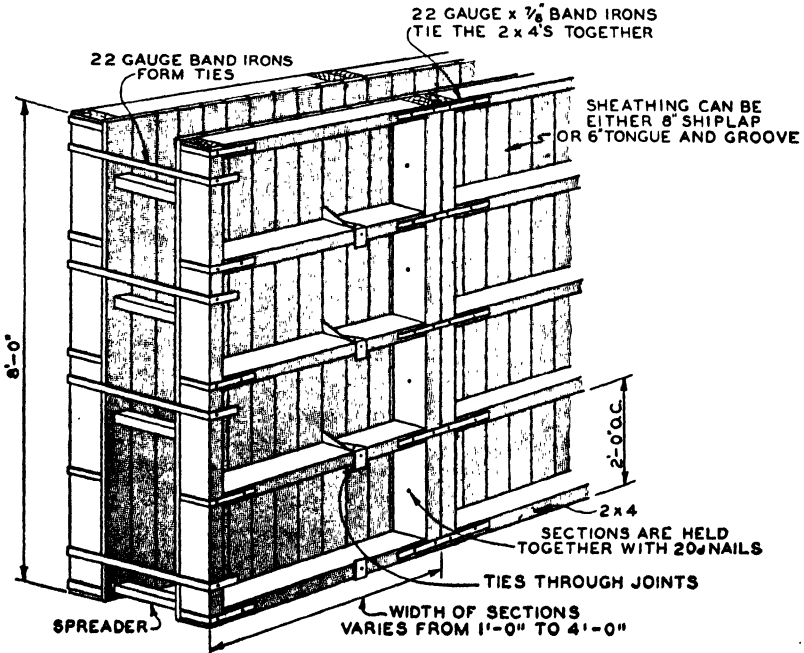 22 GAUGE x 7/8" BAND IRONS
TIE THE 2 x 4'S TOGETHER
22 GAUGE BAND IRONS
FORM TIES
SHEATHING CAN BE
EITHER 8" SHIPLAP
OR 6" TONGUE AND GROOVE
8'-0"
2'-0" O.C.
2 x 4
SECTIONS ARE HELD
TOGETHER WITH 20d NAILS
TIES THROUGH JOINTS
SPREADER
WIDTH OF SECTIONS
VARIES FROM 1'-0" TO 4'-0"